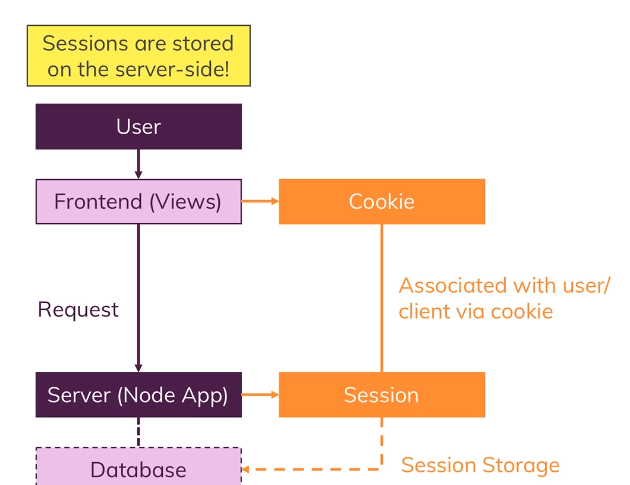 Sessions are stored
on the server-side!
User
Frontend (Views)
Cookie
Associated with user/
client via cookie
Request
Server (Node App)
Session
Database
Session Storage